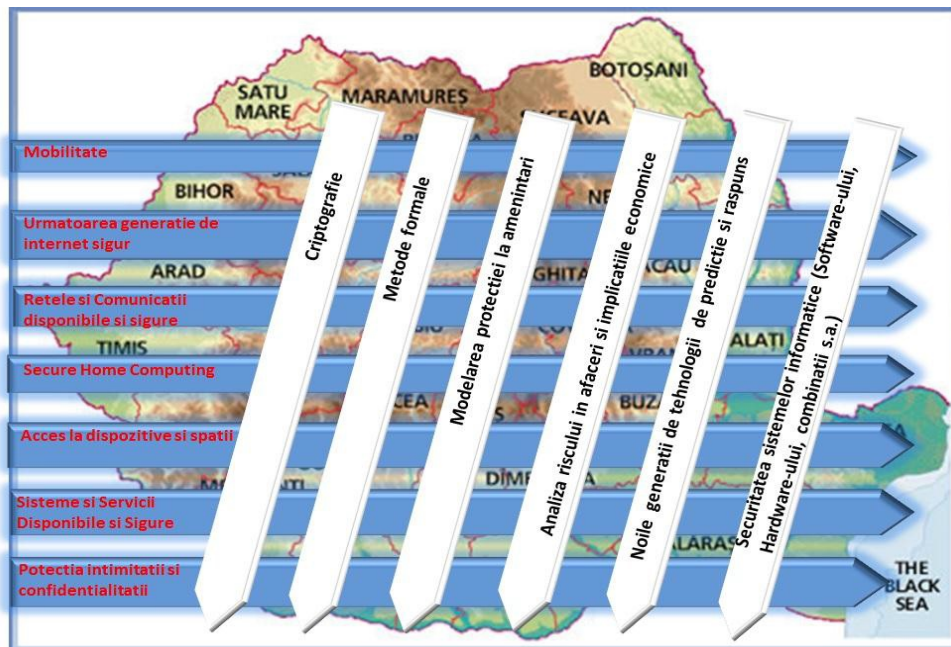 BOTOȘANI
SATU
MARE
MARAMUREȘ
Mobilitate
BIHOR
Urmatoarea generatie de
internet sigur
ARAD
Retele si Comunicatii
disponibile si sigure
TIMIS
Secure Home Computing
Acces la dispozitive si spatii
Sisteme si Servicii
Disponibile si Sigure
Potectia intimitatii si
confidentialitatii
Criptografie
Metode formale
Modelarea protectiei la amenintari
Analiza riscului in afaceri si implicatiile economice
Noile generatii de tehnologii de predictie si raspuns
Securitatea sistemelor informatice (Software-ului,
Hardware-ului, combinatii s.a.)
THE
BLACK
SEA